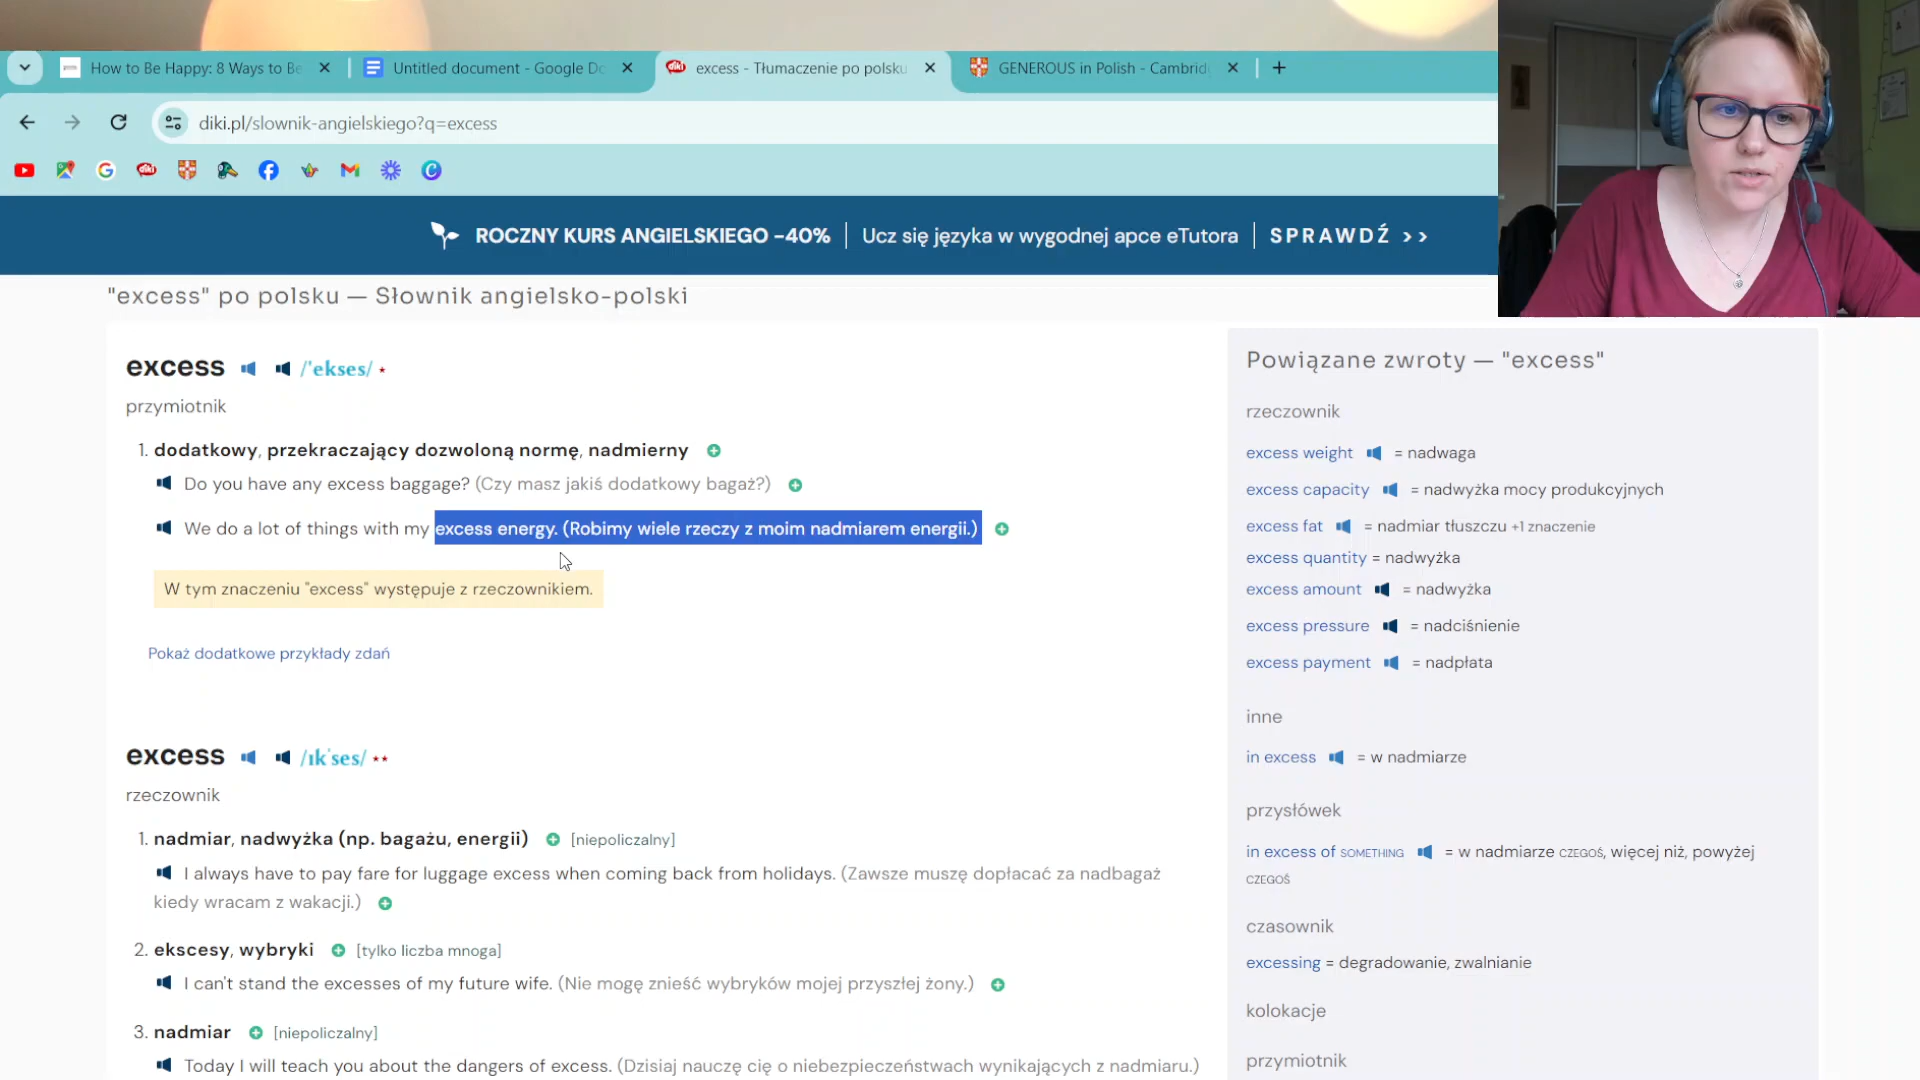 How to Be Happy: 8 Ways to Be
Untitled document - Google Do
excess - Tłumaczenie po polsku
GENEROUS in Polish - Cambridg
diki.pl/slownik-angielskiego?q=excess
ROCZNY KURS ANGIELSKIEGO -40% | Ucz się języka w wygodnej apce eTutora | SPRAWDŹ >>
"excess" po polsku — Słownik angielsko-polski
excess /ˈekses/ *
przymiotnik
1. dodatkowy, przekraczający dozwoloną normę, nadmierny
Do you have any excess baggage? (Czy masz jakiś dodatkowy bagaż?)
We do a lot of things with my excess energy. (Robimy wiele rzeczy z moim nadmiarem energii.)
W tym znaczeniu "excess" występuje z rzeczownikiem.
Pokaż dodatkowe przykłady zdań
excess /ɪkˈses/ **
rzeczownik
1. nadmiar, nadwyżka (np. bagażu, energii) [niepoliczalny]
I always have to pay fare for luggage excess when coming back from holidays. (Zawsze muszę dopłacać za nadbagaż
kiedy wracam z wakacji.)
2. ekscesy, wybryki [tylko liczba mnoga]
I can't stand the excesses of my future wife. (Nie mogę znieść wybryków mojej przyszłej żony.)
3. nadmiar [niepoliczalny]
Today I will teach you about the dangers of excess. (Dzisiaj nauczę cię o niebezpieczeństwach wynikających z nadmiaru.)
Powiązane zwroty — "excess"
rzeczownik
excess weight = nadwaga
excess capacity = nadwyżka mocy produkcyjnych
excess fat = nadmiar tłuszczu +1 znaczenie
excess quantity = nadwyżka
excess amount = nadwyżka
excess pressure = nadciśnienie
excess payment = nadpłata
inne
in excess = w nadmiarze
przysłówek
in excess of SOMETHING = w nadmiarze CZEGOŚ, więcej niż, powyżej
CZEGOŚ
czasownik
excessing = degradowanie, zwalnianie
kolokacje
przymiotnik